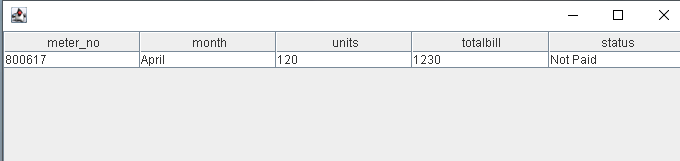 meter_no month units totalbill status
800617 April 120 1230 Not Paid